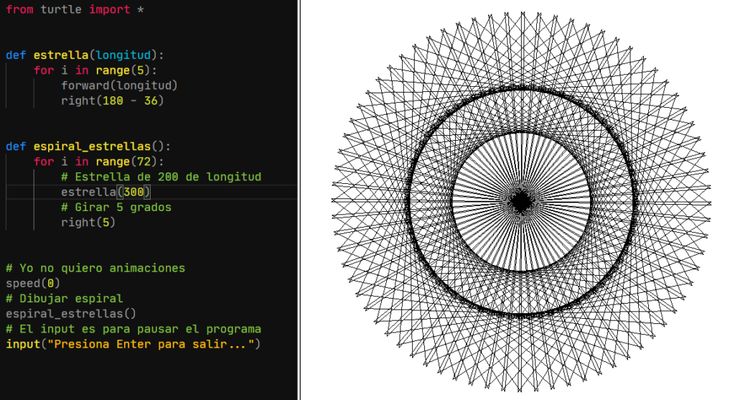 from turtle import *
def estrella(longitud):
for i in range(5):
forward(longitud)
right(180 - 36)
def espiral_estrellas():
for i in range(72):
# Estrella de 200 de longitud
estrella(300)
# Girar 5 grados
right(5)
# Yo no quiero animaciones
speed(0)
# Dibujar espiral
espiral_estrellas()
# El input es para pausar el programa
input("Presiona Enter para salir...")